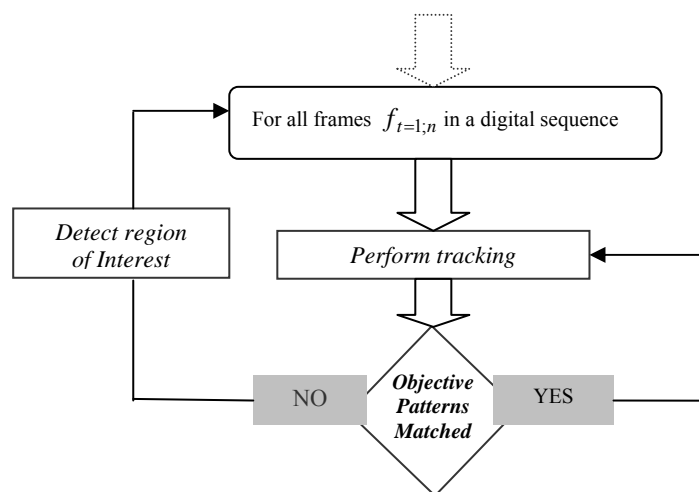 For all frames f_{t=1;n} in a digital sequence
Detect region
of Interest
Perform tracking
NO
Objective
Patterns
Matched
YES